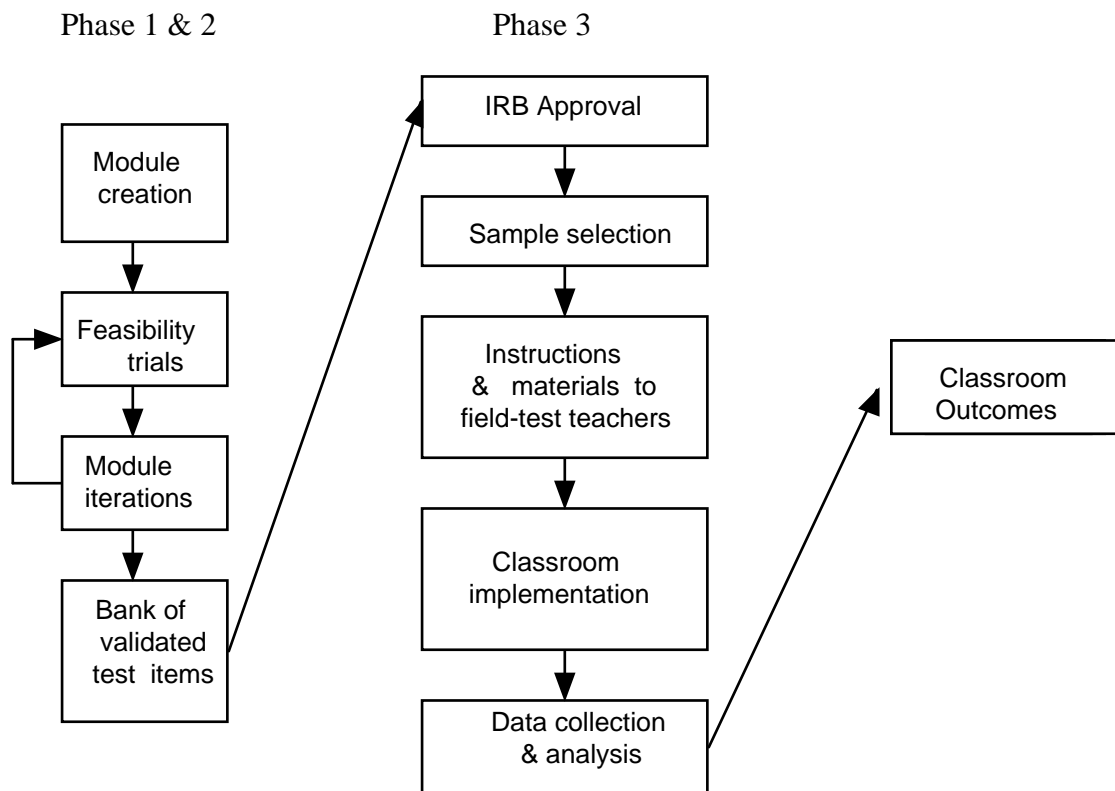 Phase 1 & 2
Module
creation
Feasibility
trials
Module
iterations
Bank of
validated
test items
Phase 3
IRB Approval
Sample selection
Instructions
& materials to
field-test teachers
Classroom
implementation
Data collection
& analysis
Classroom
Outcomes